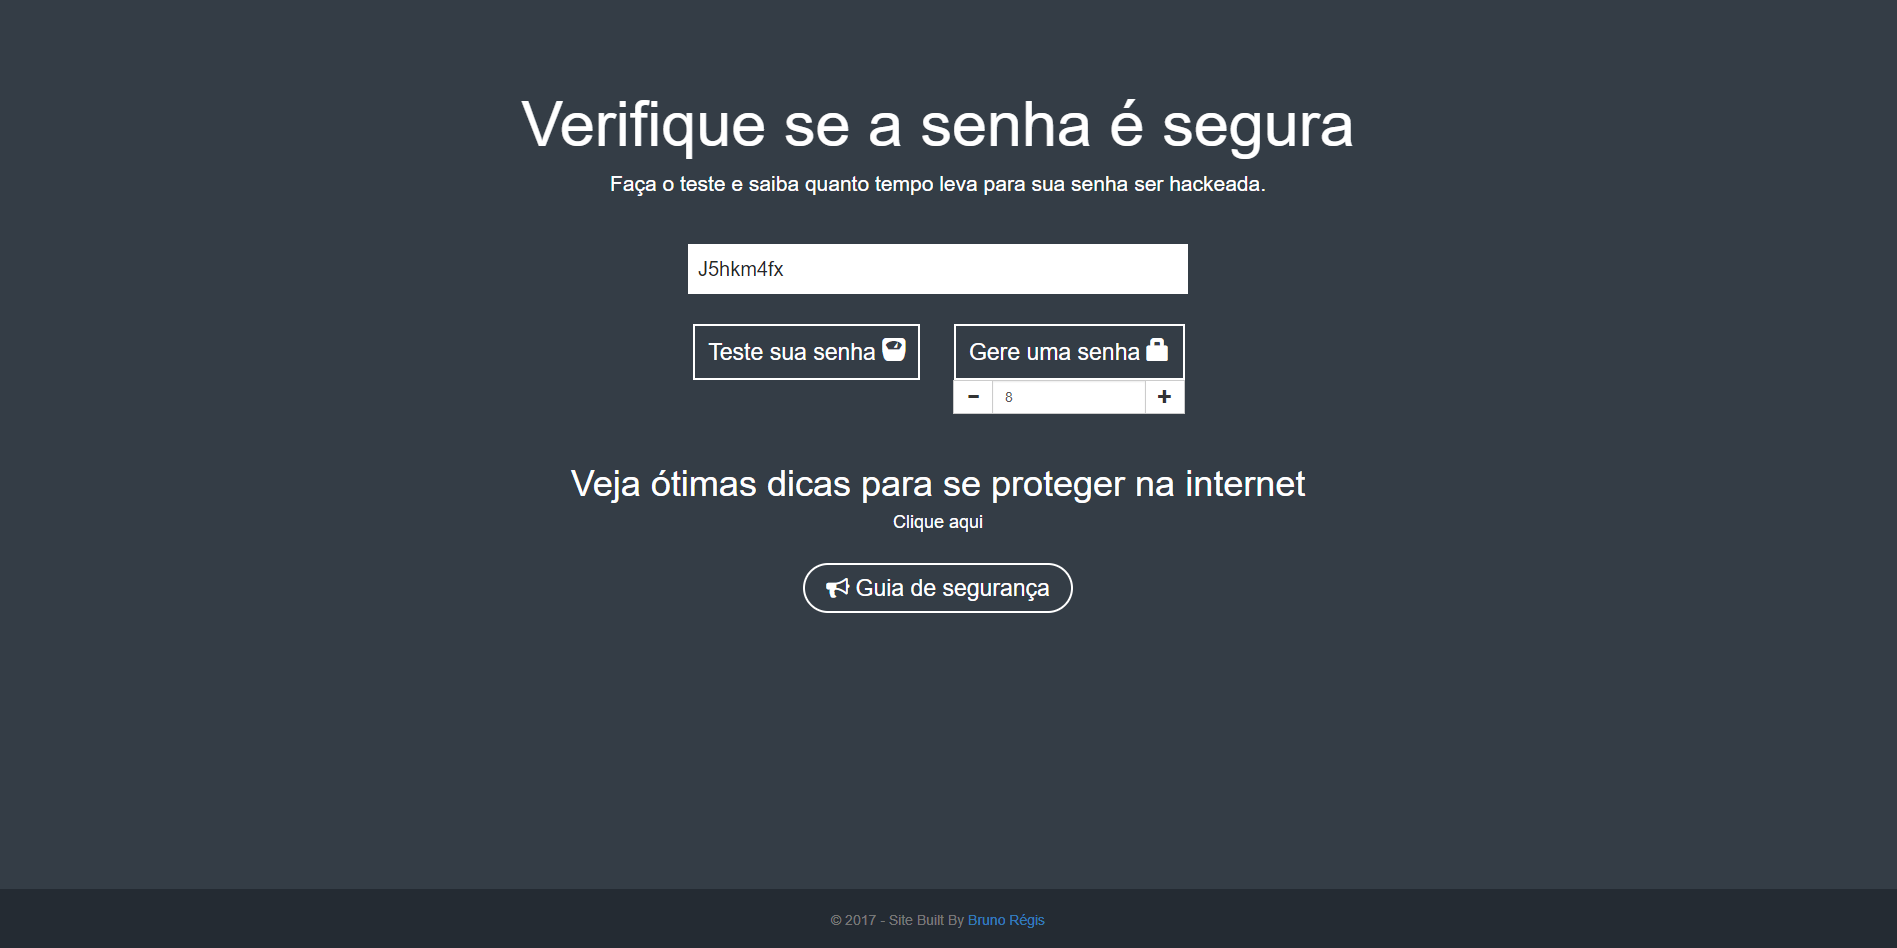 Verifique se a senha é segura
Faça o teste e saiba quanto tempo leva para sua senha ser hackeada.
J5hkm4fx
Teste sua senha
Gere uma senha
8
Veja ótimas dicas para se proteger na internet
Clique aqui
Guia de segurança
© 2017 - Site Built By Bruno Régis